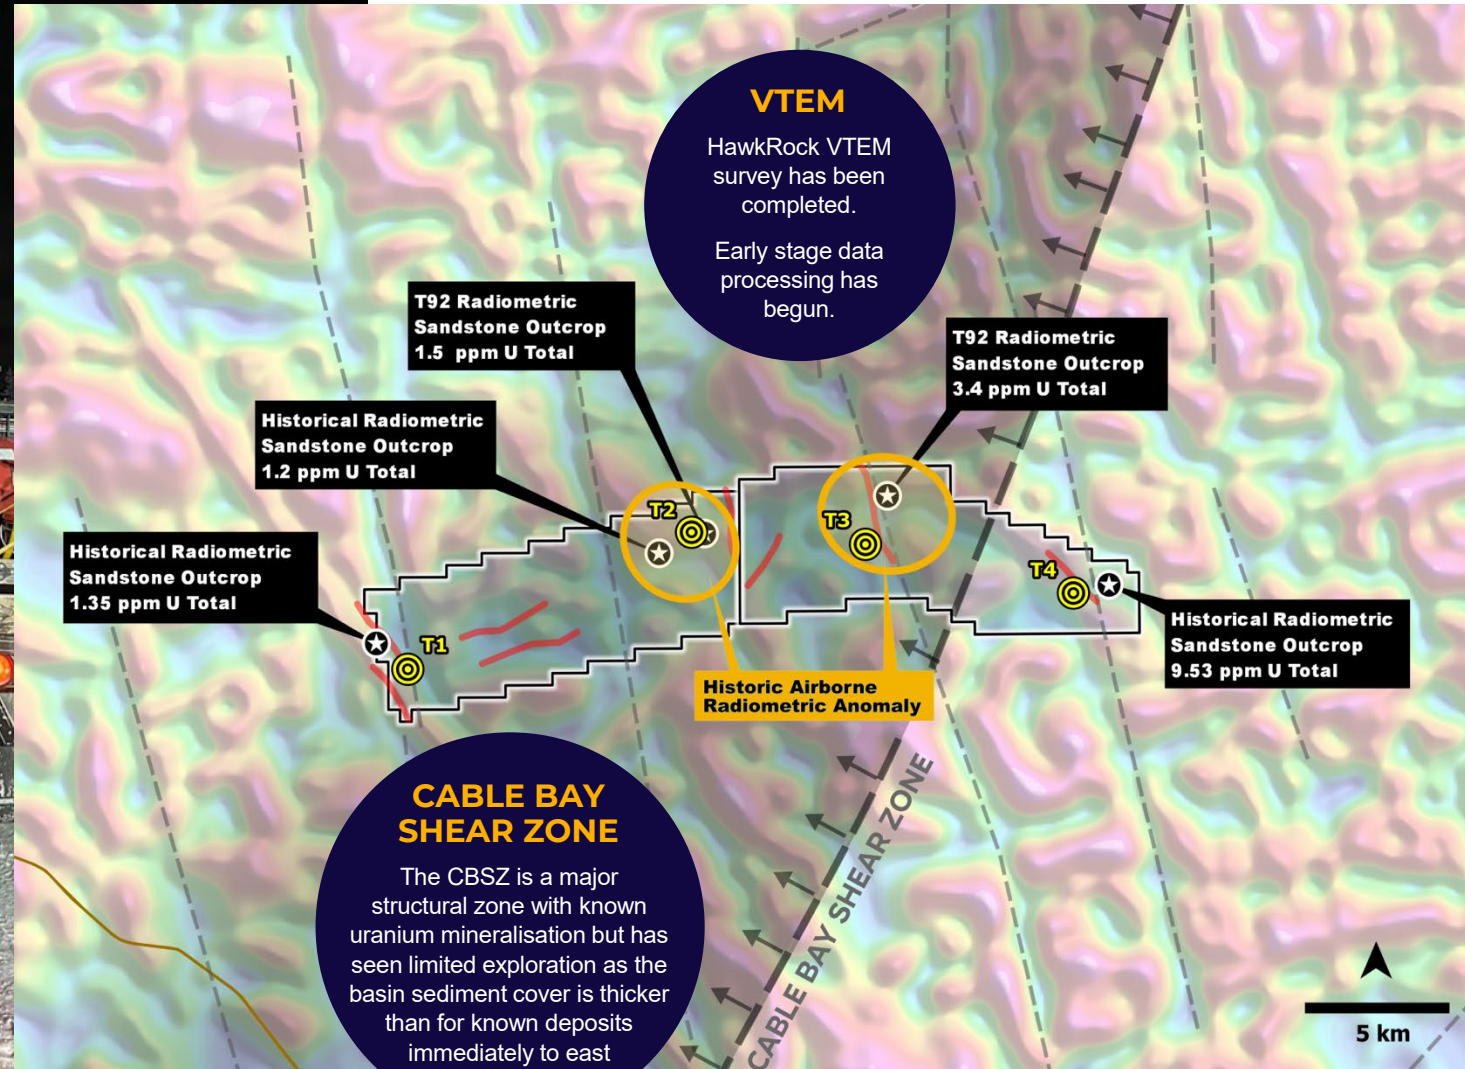 VTEM
HawkRock VTEM
survey has been
completed.
Early stage data
processing has
begun.
T92 Radiometric
Sandstone Outcrop
1.5 ppm U Total
T92 Radiometric
Sandstone Outcrop
3.4 ppm U Total
Historical Radiometric
Sandstone Outcrop
1.2 ppm U Total
Historical Radiometric
Sandstone Outcrop
1.35 ppm U Total
T2
T3
T4
T1
Historical Radiometric
Sandstone Outcrop
9.53 ppm U Total
Historic Airborne
Radiometric Anomaly
CABLE BAY SHEAR ZONE
CABLE BAY
SHEAR ZONE
The CBSZ is a major
structural zone with known
uranium mineralisation but has
seen limited exploration as the
basin sediment cover is thicker
than for known deposits
immediately to east
5 km